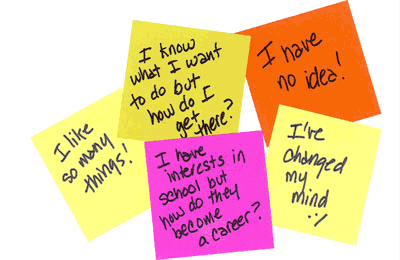 I know
what I want
to do but
how do I
get
there?
I have
no idea!
I like
so many
things!
I have
interests in
school but
how do they
become
a career?
I've
changed
my
mind
:/